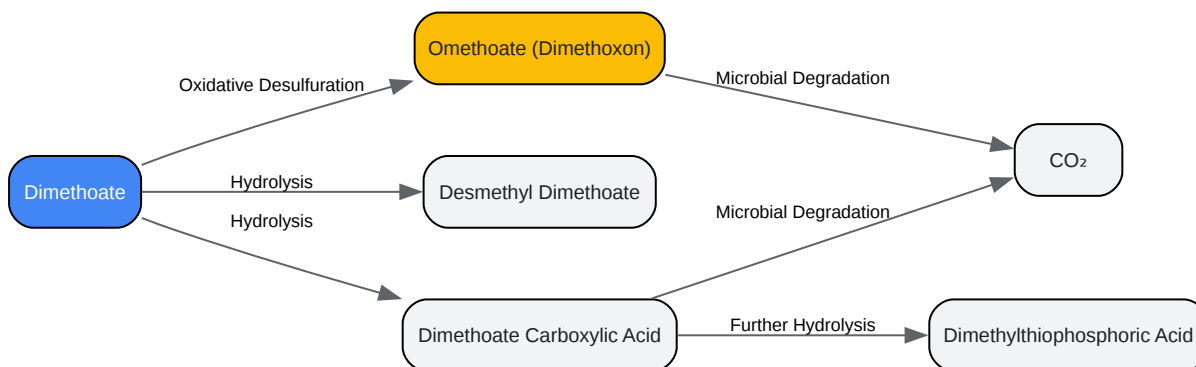 Omethoate (Dimethoxon)
Oxidative Desulfuration
Microbial Degradation
CO₂
Dimethoate
Hydrolysis
Desmethyl Dimethoate
Hydrolysis
Microbial Degradation
Dimethoate Carboxylic Acid
Further Hydrolysis
Dimethylthiophosphoric Acid